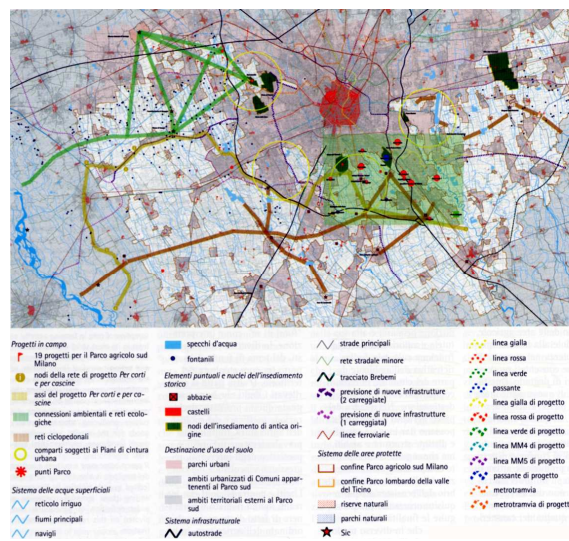 Progetti in campo
19 progetti per il Parco agricolo sud
Milano
nodi della rete di progetto Per corti
e per cascine
assi del progetto Per corti e per ca-
scine
connessioni ambientali e reti ecolo-
giche
reti ciclopedonali
comparti soggetti ai Piani di cintura
urbana
punti Parco
Sistema delle acque superficiali
reticolo irriguo
fiumi principali
navigli
specchi d'acqua
fontanili
Elementi puntuali e nuclei dell'insediamento
storico
abbazie
castelli
nodi dell'insediamento di antica ori-
gine
Destinazione d'uso del suolo
parchi urbani
ambiti urbanizzati di Comuni appar-
tenenti al Parco sud
ambiti territoriali esterni al Parco
sud
Sistema infrastrutturale
autostrade
strade principali
rete stradale minore
tracciato Brebemi
previsione di nuove infrastrutture
(2 carreggiate)
previsione di nuove infrastrutture
(1 carreggiata)
linee ferroviarie
Sistema delle aree protette
confine Parco agricolo sud Milano
confine Parco lombardo della valle
del Ticino
riserve naturali
parchi naturali
Sic
linea gialla
linea rossa
linea verde
passante
linea gialla di progetto
linea rossa di progetto
linea verde di progetto
linea MM4 di progetto
linea MM5 di progetto
passante di progetto
metrotramvia
metrotramvia di progetto